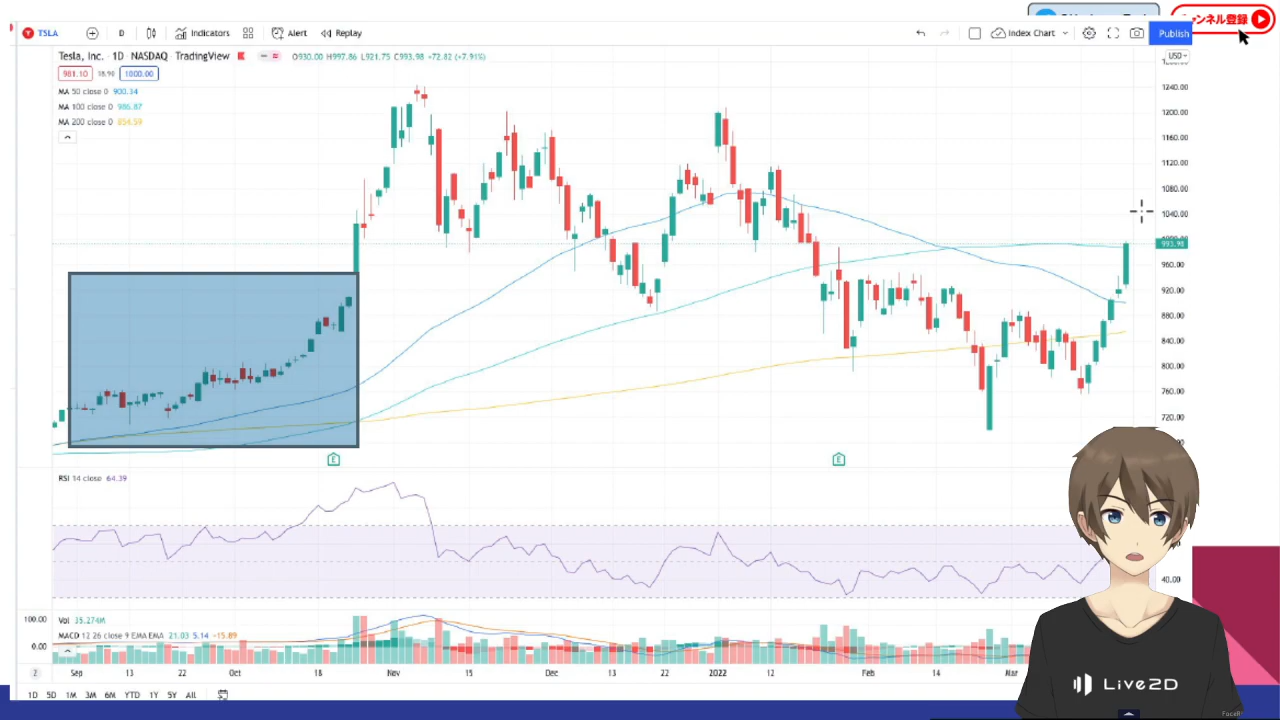 ンネル登録
TSLA
D
Indicators
Alert
Replay
Index Chart
Publish
Tesla, Inc. · 1D · NASDAQ · TradingView
O930.00 H997.86 L921.75 C993.98 +72.82 (+7.91%)
USD
981.10 18.90 1000.00
MA 50 close 0 900.34
MA 100 close 0 986.87
MA 200 close 0 854.59
1240.00
1200.00
1160.00
1120.00
1080.00
1040.00
993.98
960.00
920.00
880.00
840.00
800.00
760.00
720.00
E
E
RSI 14 close 64.39
40.00
Vol 35.274M
MACD 12 26 close 9 EMA EMA 21.03 5.14 -15.89
100.00
0.00
Z
Sep 13 22 Oct 18 Nov 15 Dec 13 22 2022 12 Feb 14 Mar
1D 5D 1M 3M 6M YTD 1Y 5Y All
Live2D